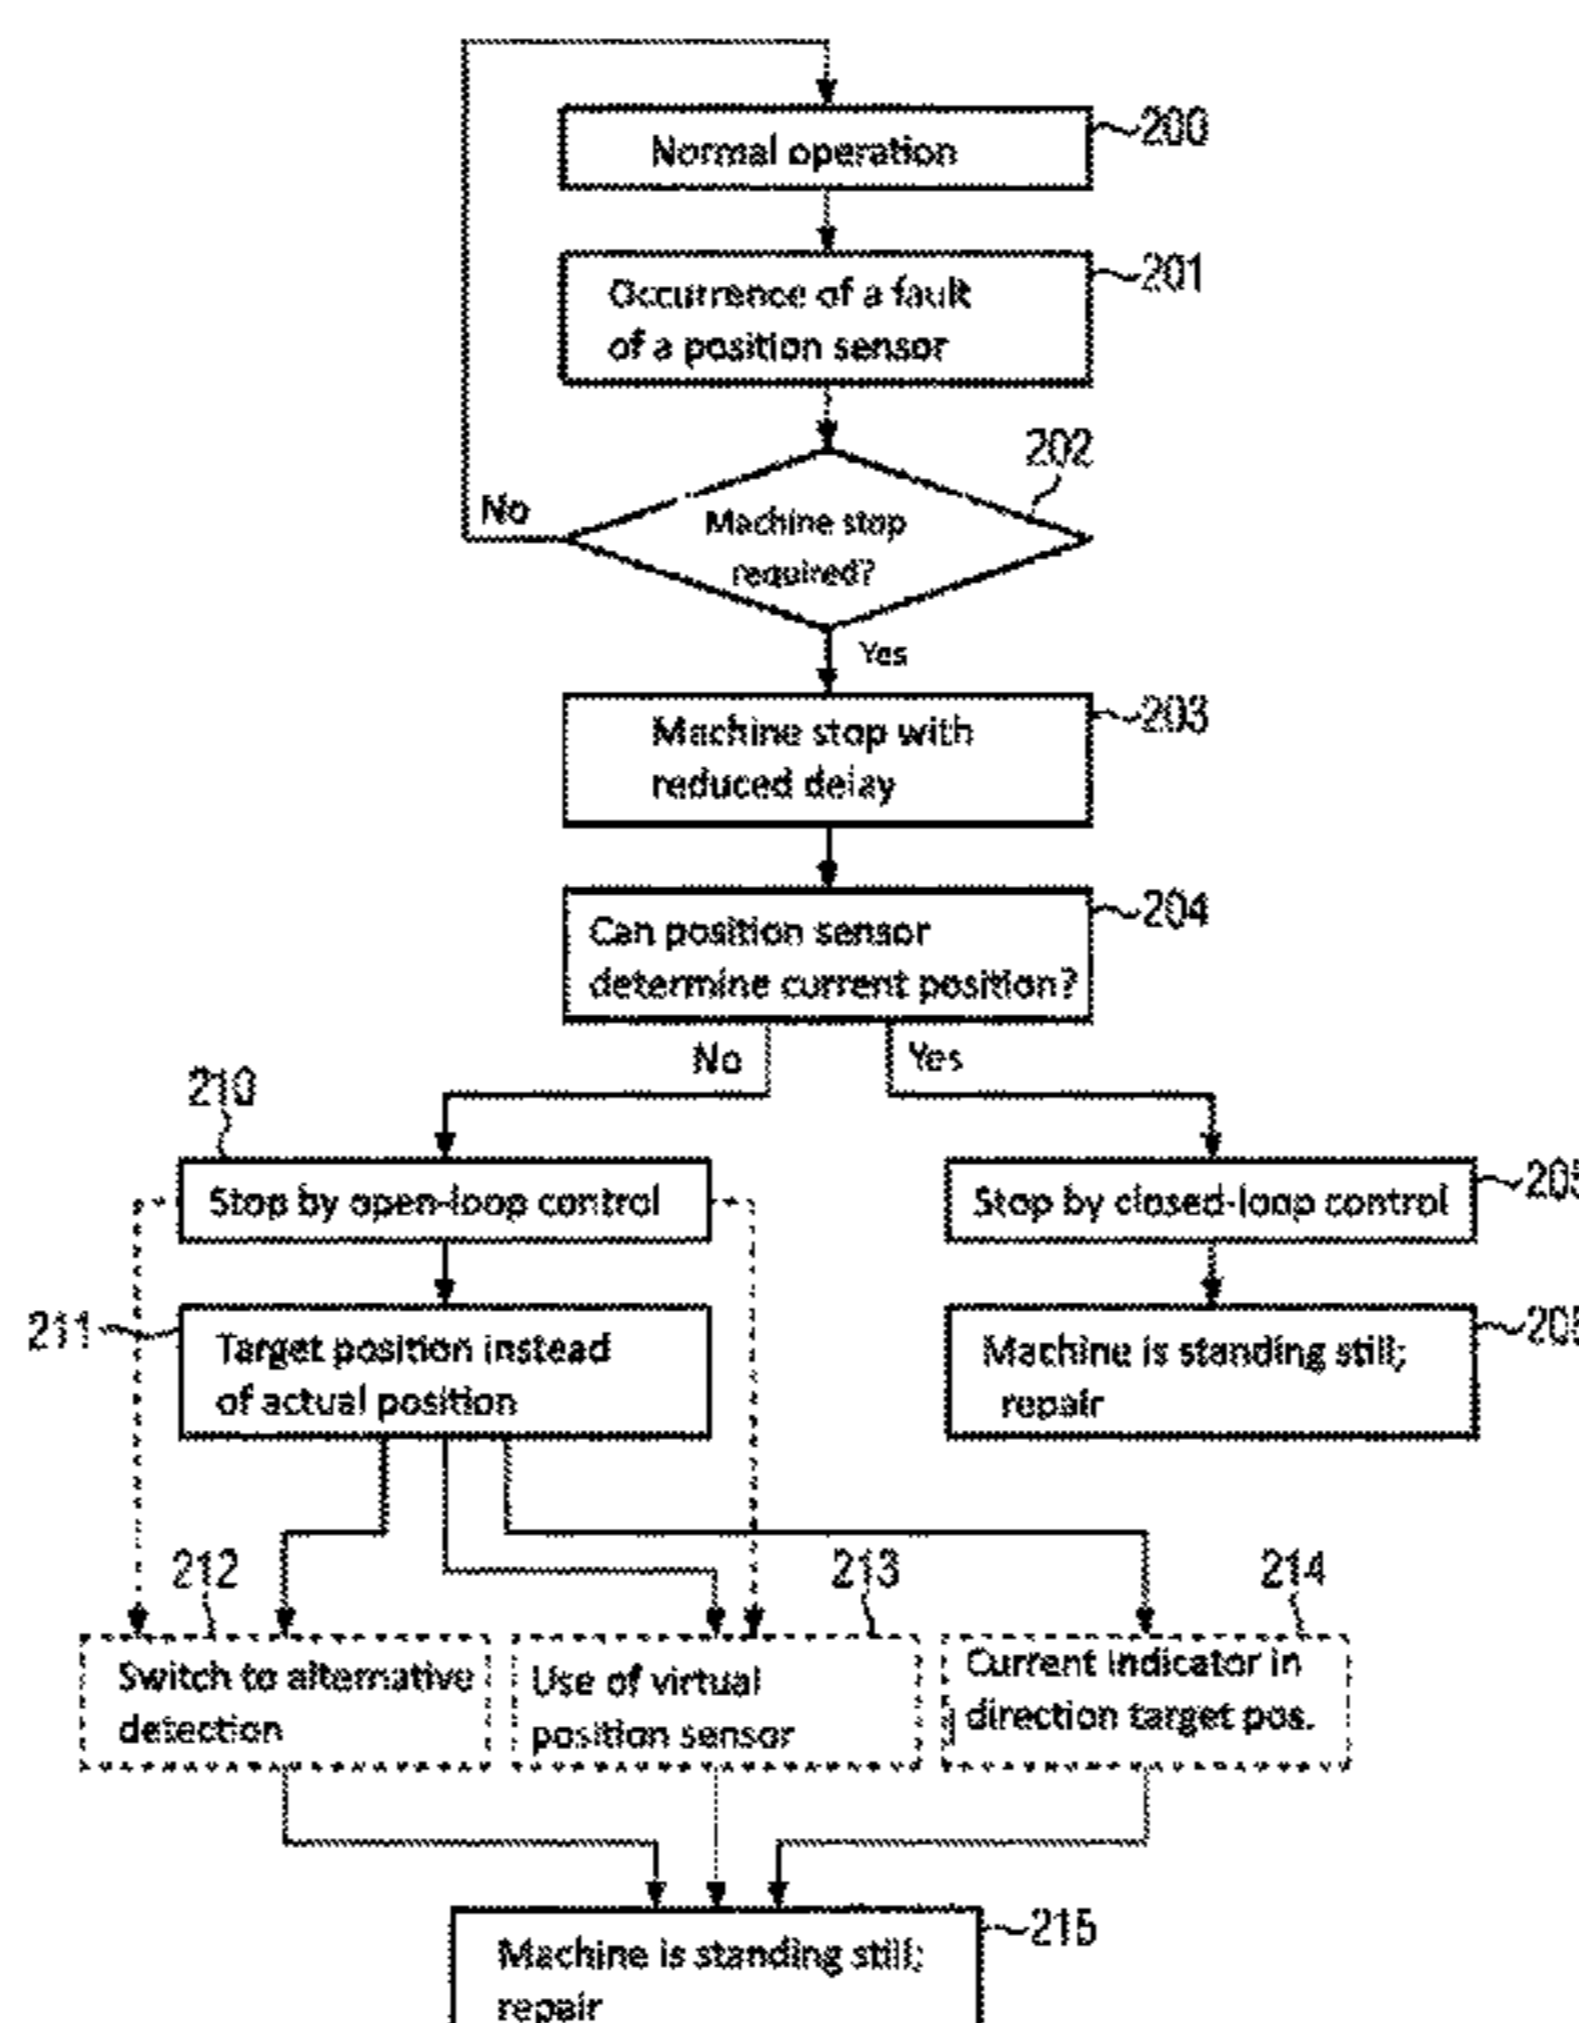 Normal operation
200
Occurrence of a fault
of a position sensor
201
202
No
Machine stop
required?
Yes
Machine stop with
reduced delay
203
Can position sensor
determine current position?
204
No
Yes
210
Stop by open-loop control
Stop by closed-loop control
211
Target position instead
of actual position
Machine is standing still;
repair
212
213
214
Switch to alternative
detection
Use of virtual
position sensor
Current indicator in
direction target pos.
Machine is standing still;
repair
215